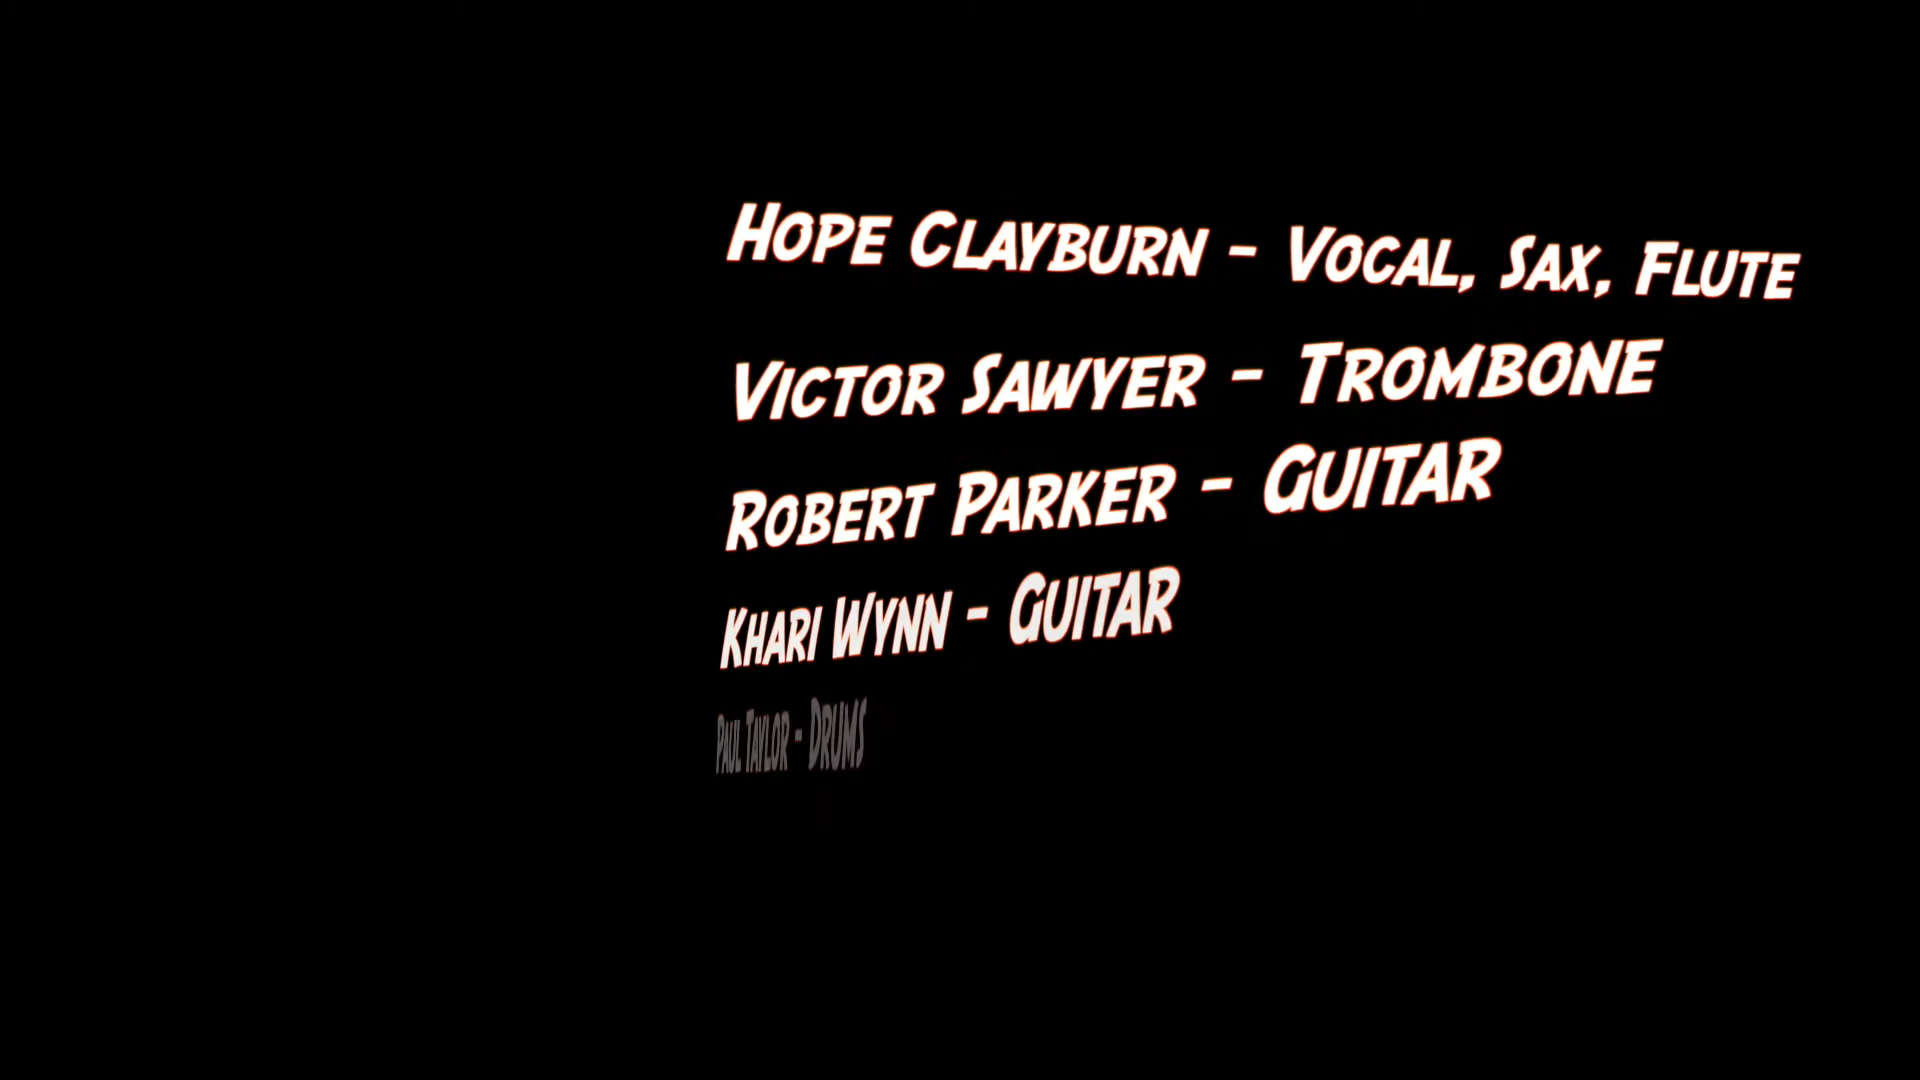 Hope Clayburn - Vocal, Sax, Flute
Victor Sawyer - Trombone
Robert Parker - Guitar
Khari Wynn - Guitar
Paul Taylor - Drums